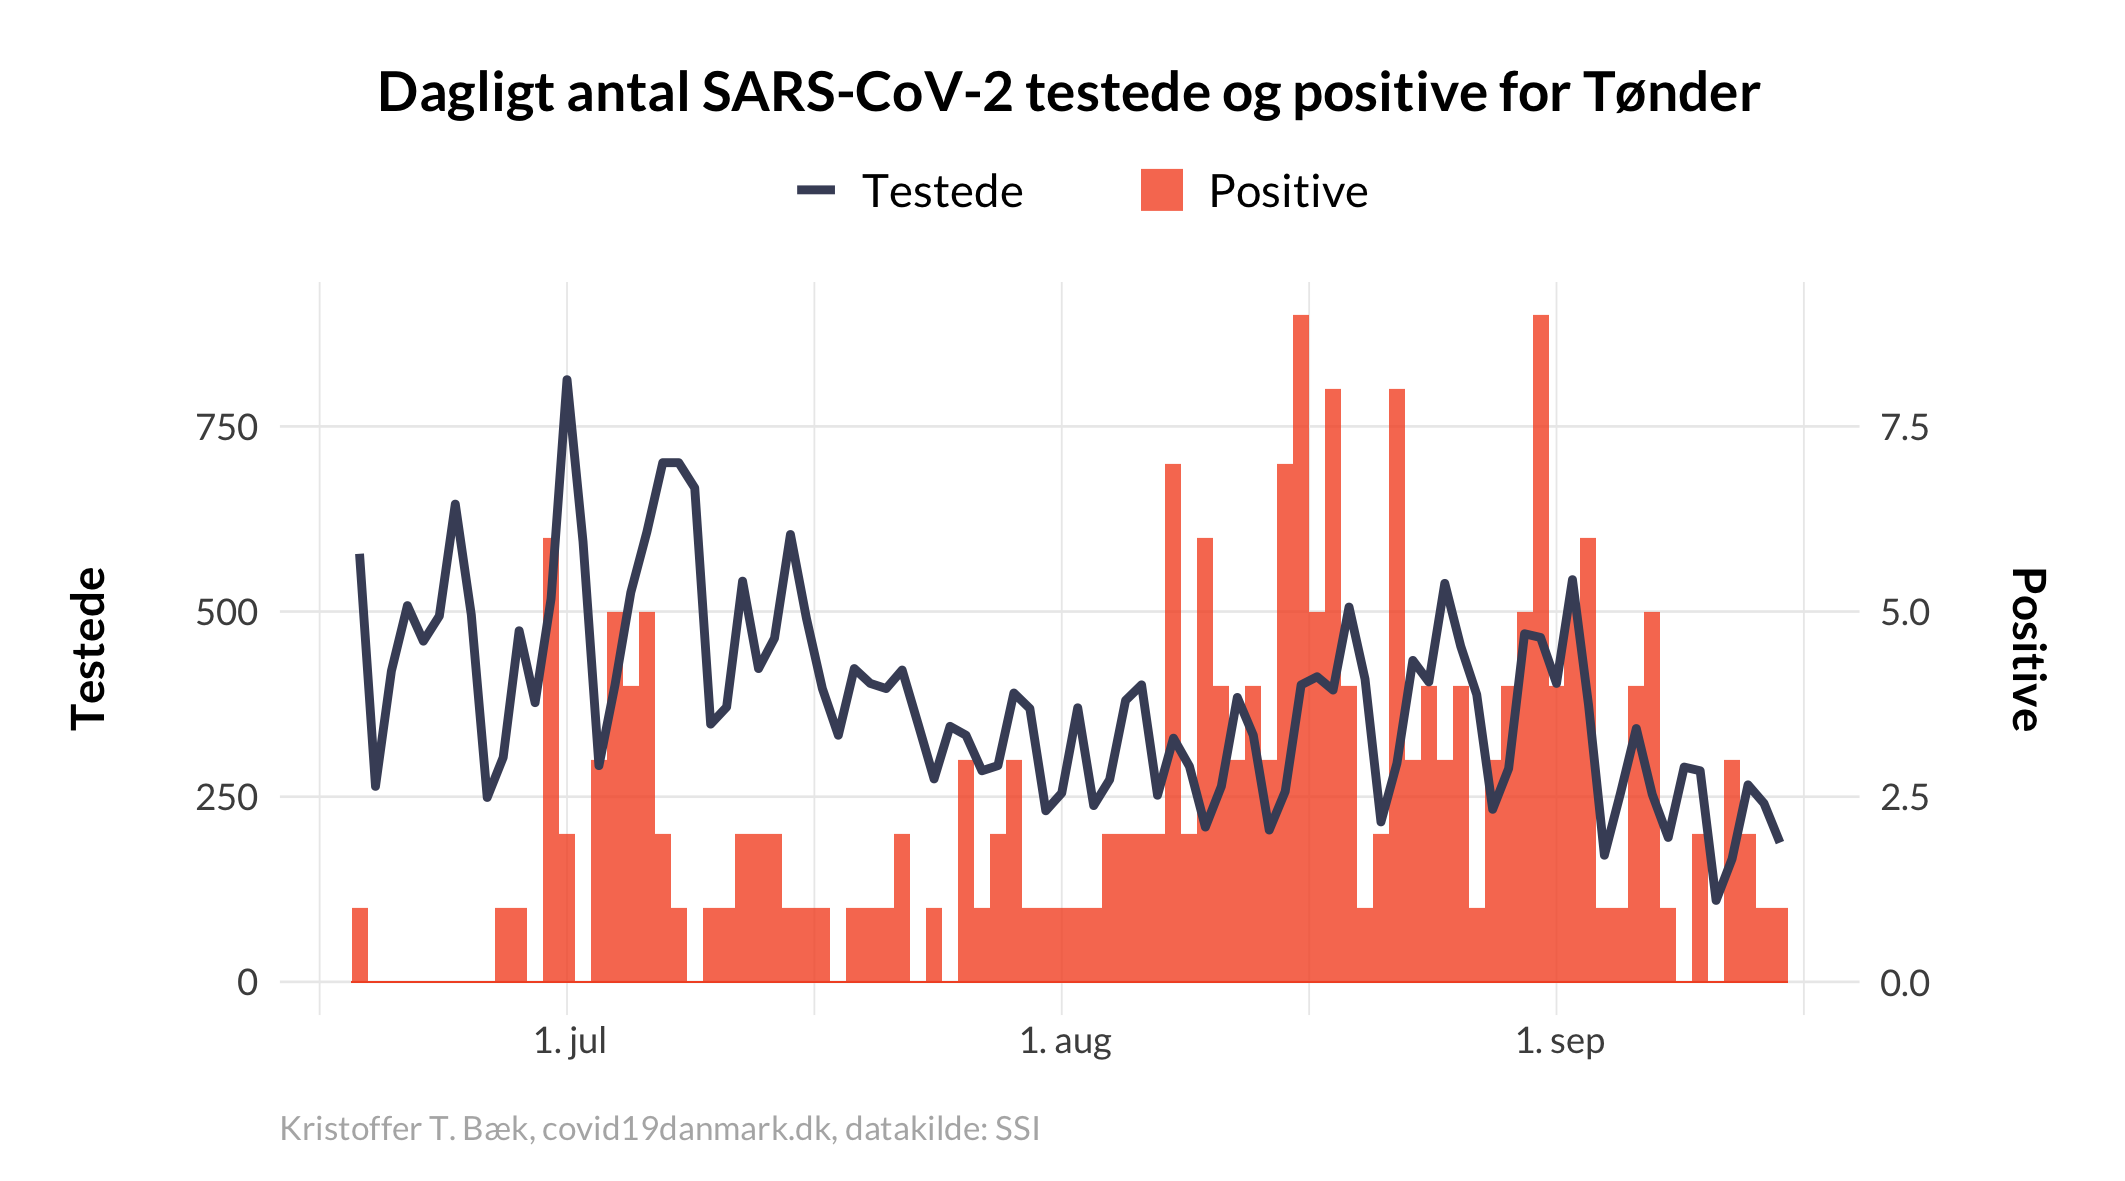 Dagligt antal SARS-CoV-2 testede og positive for Tønder
Testede Positive
750 7.5
500 5.0
250 2.5
0 0.0
Testede
Positive
1. jul 1. aug 1. sep
Kristoffer T. Bæk, covid19danmark.dk, datakilde: SSI